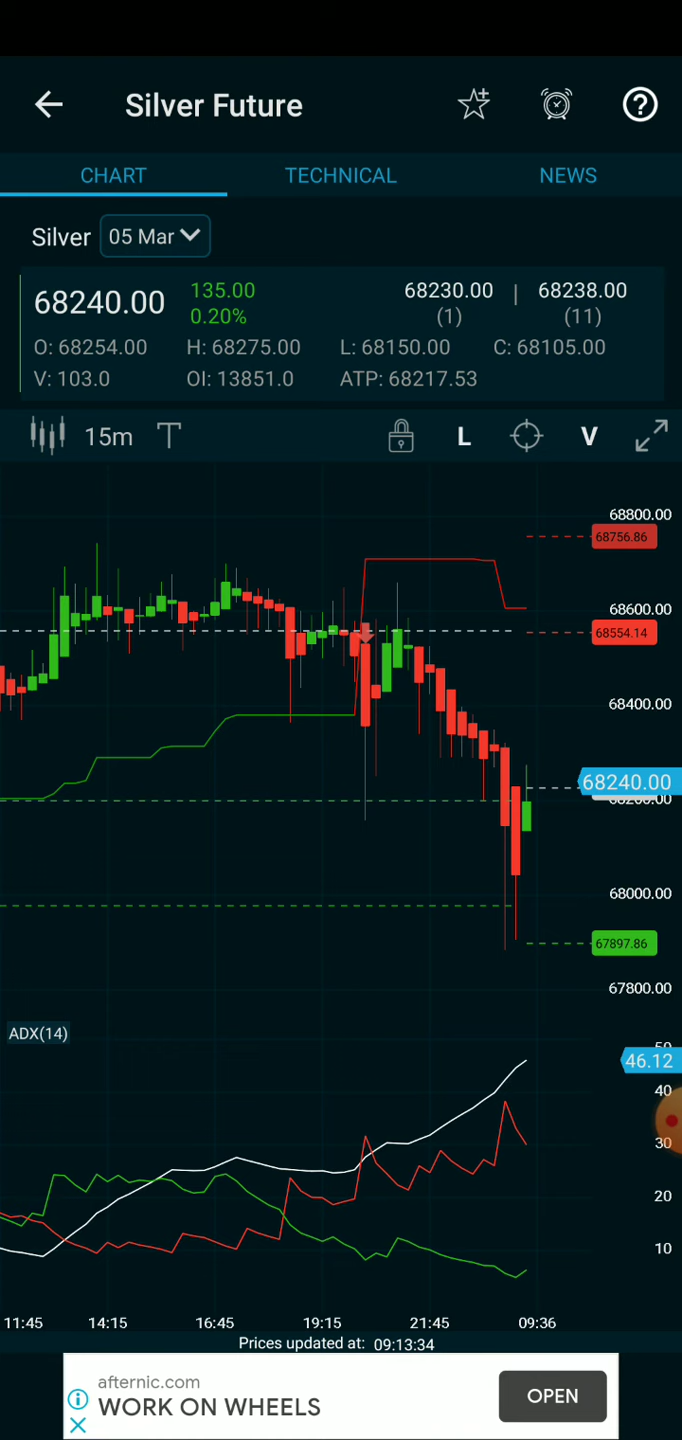 Silver Future
CHART TECHNICAL NEWS
Silver 05 Mar
68240.00 135.00 68230.00 | 68238.00
0.20% (1) (11)
O: 68254.00 H: 68275.00 L: 68150.00 C: 68105.00
V: 103.0 OI: 13851.0 ATP: 68217.53
15m T L V
68800.00
68756.86
68600.00
68554.14
68400.00
68240.00
68200.00
68000.00
67897.86
67800.00
ADX(14)
50
46.12
40
30
20
10
11:45 14:15 16:45 19:15 21:45 09:36
Prices updated at: 09:13:34
afternic.com
WORK ON WHEELS
OPEN